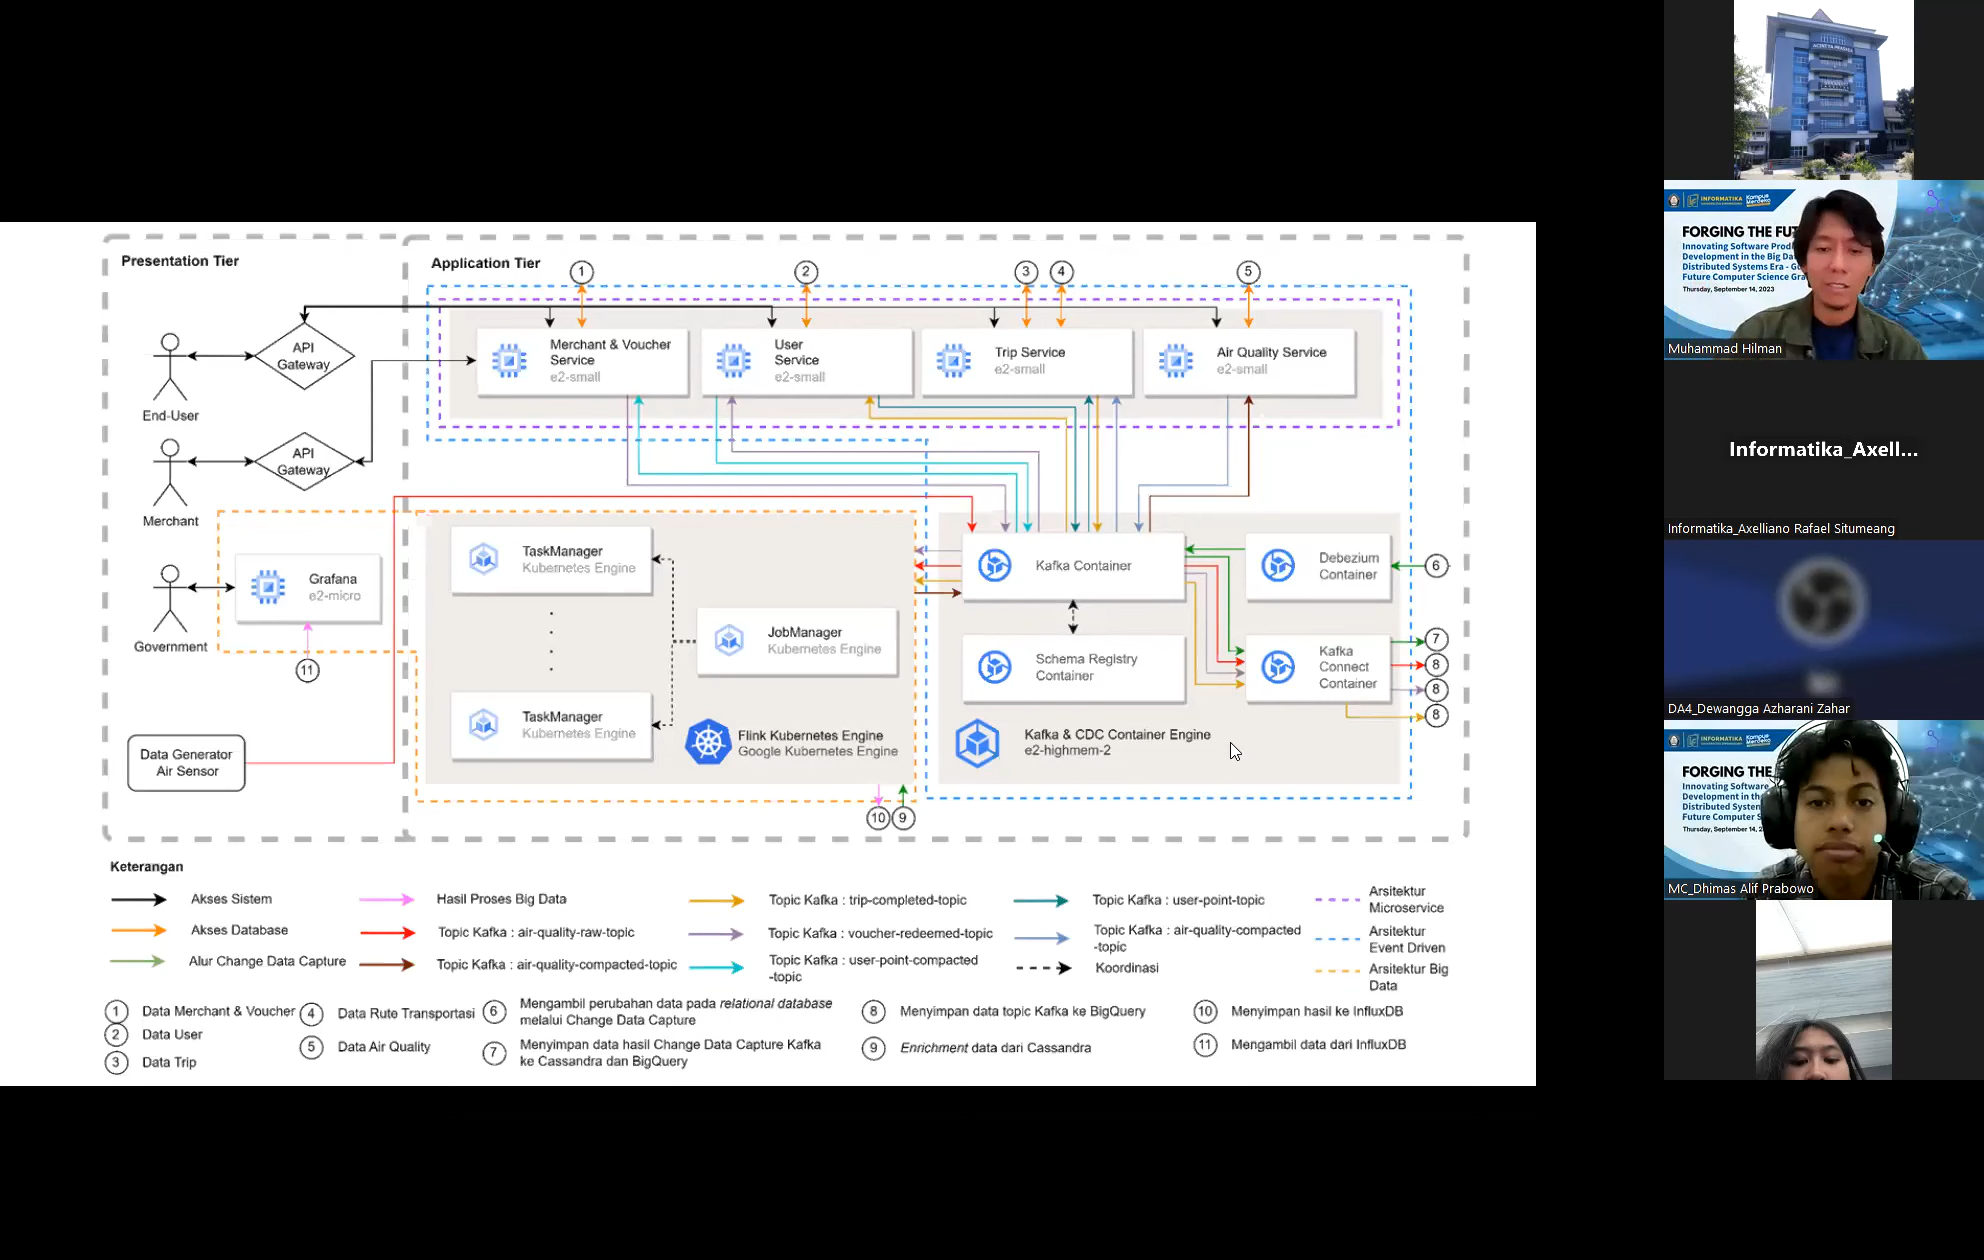 Presentation Tier
Application Tier
1
2
3
4
5
API
Gateway
End-User
API
Gateway
Merchant
Government
Grafana
e2-micro
11
Data Generator
Air Sensor
Merchant & Voucher
Service
e2-small
User
Service
e2-small
Trip Service
e2-small
Air Quality Service
e2-small
TaskManager
Kubernetes Engine
JobManager
Kubernetes Engine
TaskManager
Kubernetes Engine
Flink Kubernetes Engine
Google Kubernetes Engine
10
9
Kafka Container
Schema Registry
Container
Debezium
Container
Kafka
Connect
Container
Kafka & CDC Container Engine
e2-highmem-2
6
7
8
8
8
Keterangan
Akses Sistem
Akses Database
Alur Change Data Capture
Hasil Proses Big Data
Topic Kafka : air-quality-raw-topic
Topic Kafka : air-quality-compacted-topic
Topic Kafka : trip-completed-topic
Topic Kafka : voucher-redeemed-topic
Topic Kafka : user-point-compacted
-topic
Topic Kafka : user-point-topic
Topic Kafka : air-quality-compacted
-topic
Koordinasi
Arsitektur
Microservice
Arsitektur
Event Driven
Arsitektur Big
Data
1 Data Merchant & Voucher
2 Data User
3 Data Trip
4 Data Rute Transportasi
5 Data Air Quality
6 Mengambil perubahan data pada relational database
melalui Change Data Capture
7 Menyimpan data hasil Change Data Capture Kafka
ke Cassandra dan BigQuery
8 Menyimpan data topic Kafka ke BigQuery
9 Enrichment data dari Cassandra
10 Menyimpan hasil ke InfluxDB
11 Mengambil data dari InfluxDB
INFORMATIKA
Kampus
Merdeka
FORGING THE FU
Innovating Software Prod
Development in the Big Da
Distributed Systems Era - G
Future Computer Science Gra
Thursday, September 14, 2023
Muhammad Hilman
Informatika_Axell...
Informatika_Axelliano Rafael Situmeang
DA4_Dewangga Azharani Zahar
INFORMATIKA
Kampus
Merdeka
FORGING THE
Innovating Software
Development in th
Distributed System
Future Computer S
Thursday, September 14, 2
MC_Dhimas Alif Prabowo